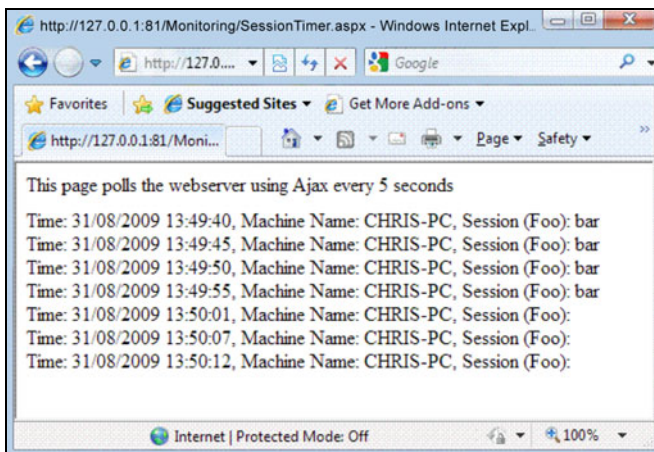 http://127.0.0.1:81/Monitoring/SessionTimer.aspx - Windows Internet Expl...
http://127.0....
Google
Favorites
Suggested Sites
Get More Add-ons
http://127.0.0.1:81/Moni...
Page
Safety
This page polls the webserver using Ajax every 5 seconds
Time: 31/08/2009 13:49:40, Machine Name: CHRIS-PC, Session (Foo): bar
Time: 31/08/2009 13:49:45, Machine Name: CHRIS-PC, Session (Foo): bar
Time: 31/08/2009 13:49:50, Machine Name: CHRIS-PC, Session (Foo): bar
Time: 31/08/2009 13:49:55, Machine Name: CHRIS-PC, Session (Foo): bar
Time: 31/08/2009 13:50:01, Machine Name: CHRIS-PC, Session (Foo):
Time: 31/08/2009 13:50:07, Machine Name: CHRIS-PC, Session (Foo):
Time: 31/08/2009 13:50:12, Machine Name: CHRIS-PC, Session (Foo):
Internet | Protected Mode: Off
100%